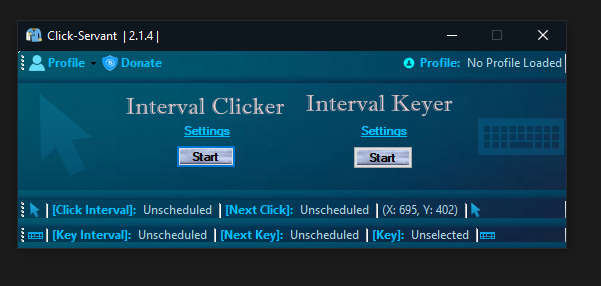 Click-Servant | 2.1.4 |
Profile Donate Profile: No Profile Loaded
Interval Clicker Interval Keyer
Settings Settings
Start Start
[Click Interval]: Unscheduled [Next Click]: Unscheduled (X: 695, Y: 402)
[Key Interval]: Unscheduled [Next Key]: Unscheduled [Key]: Unselected